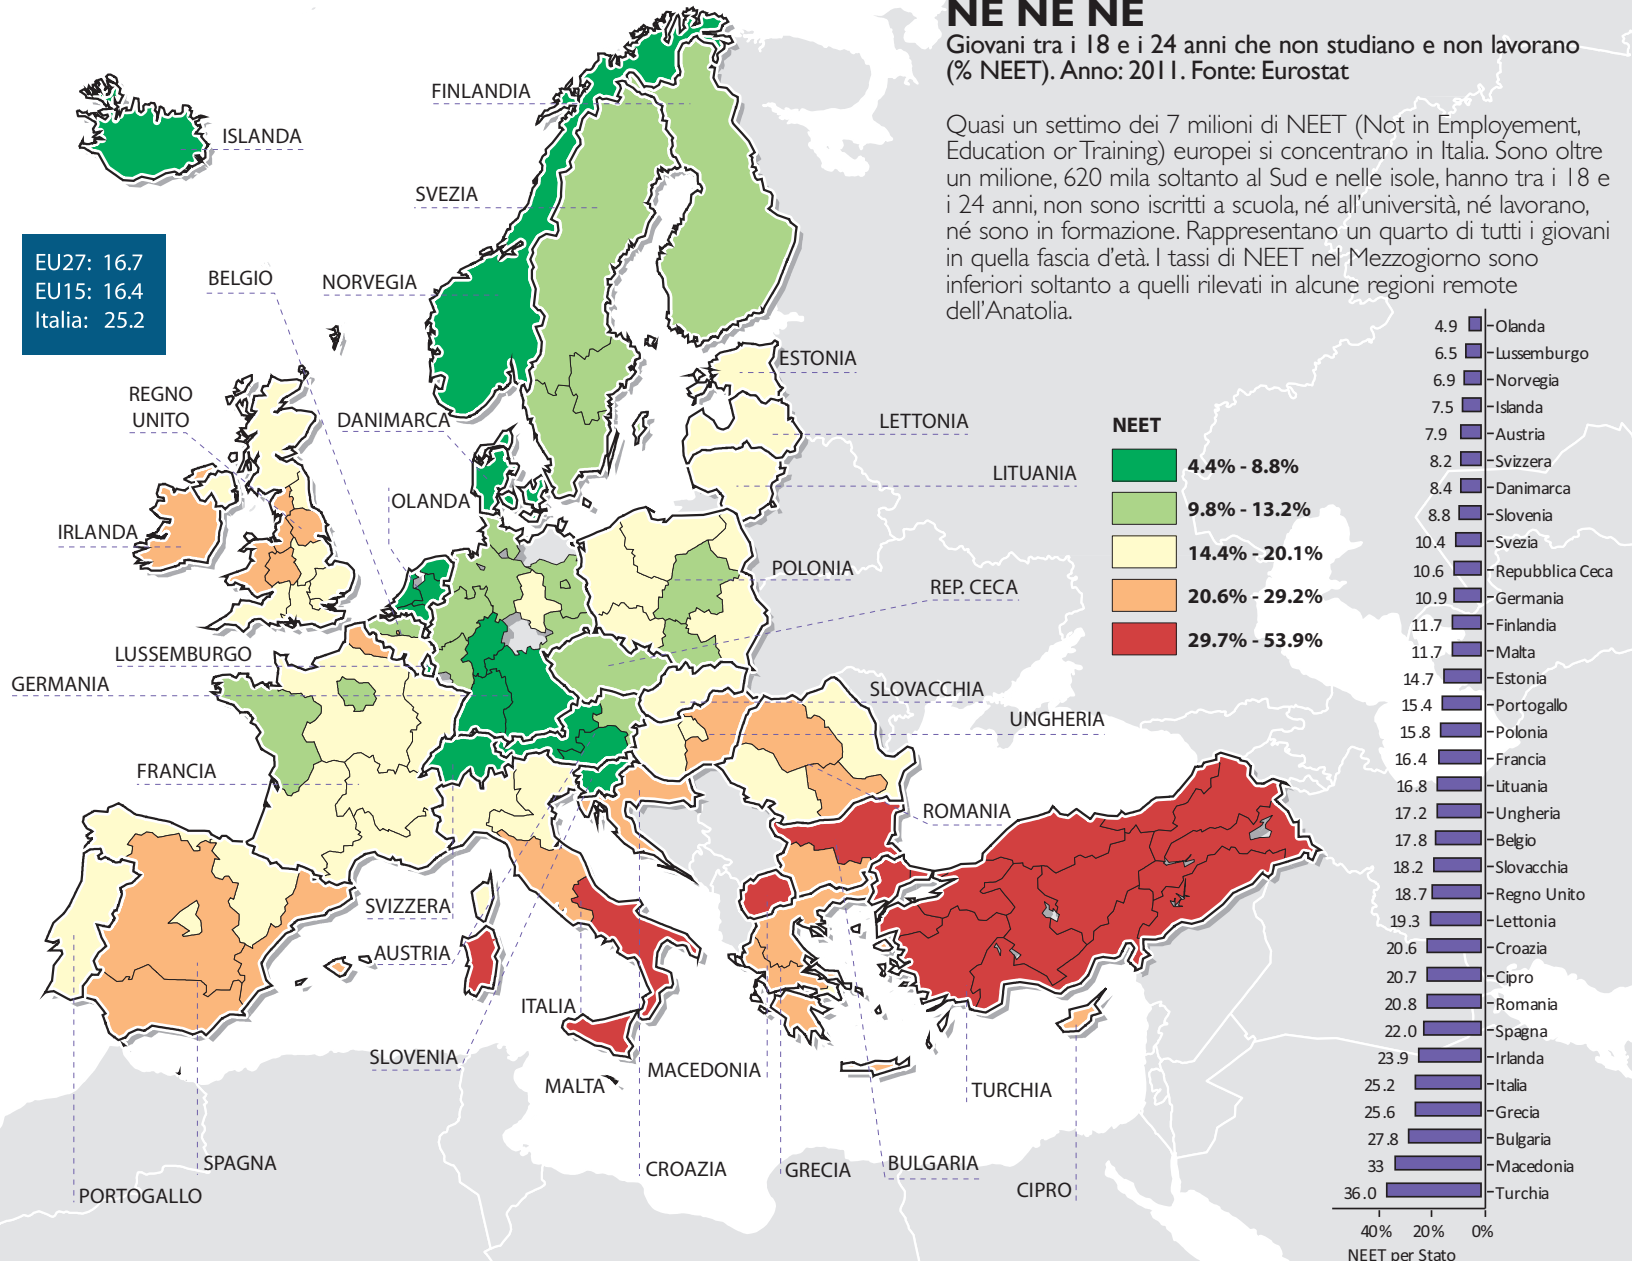 NE NE NE
Giovani tra i 18 e i 24 anni che non studiano e non lavorano
(% NEET). Anno: 2011. Fonte: Eurostat
Quasi un settimo dei 7 milioni di NEET (Not in Employement,
Education or Training) europei si concentrano in Italia. Sono oltre
un milione, 620 mila soltanto al Sud e nelle isole, hanno tra i 18 e
i 24 anni, non sono iscritti a scuola, né all'università, né lavorano,
né sono in formazione. Rappresentano un quarto di tutti i giovani
in quella fascia d'età. I tassi di NEET nel Mezzogiorno sono
inferiori soltanto a quelli rilevati in alcune regioni remote
dell'Anatolia.
EU27: 16.7
EU15: 16.4
Italia: 25.2
FINLANDIA
ISLANDA
SVEZIA
BELGIO
NORVEGIA
ESTONIA
REGNO
UNITO
DANIMARCA
LETTONIA
LITUANIA
OLANDA
IRLANDA
POLONIA
REP. CECA
LUSSEMBURGO
GERMANIA
SLOVACCHIA
UNGHERIA
FRANCIA
ROMANIA
SVIZZERA
AUSTRIA
ITALIA
SLOVENIA
MALTA
MACEDONIA
TURCHIA
SPAGNA
PORTOGALLO
CROAZIA
GRECIA
BULGARIA
CIPRO
NEET
4.4% - 8.8%
9.8% - 13.2%
14.4% - 20.1%
20.6% - 29.2%
29.7% - 53.9%
4.9 Olanda
6.5 Lussemburgo
6.9 Norvegia
7.5 Islanda
7.9 Austria
8.2 Svizzera
8.4 Danimarca
8.8 Slovenia
10.4 Svezia
10.6 Repubblica Ceca
10.9 Germania
11.7 Finlandia
11.7 Malta
14.7 Estonia
15.4 Portogallo
15.8 Polonia
16.4 Francia
16.8 Lituania
17.2 Ungheria
17.8 Belgio
18.2 Slovacchia
18.7 Regno Unito
19.3 Lettonia
20.6 Croazia
20.7 Cipro
20.8 Romania
22.0 Spagna
23.9 Irlanda
25.2 Italia
25.6 Grecia
27.8 Bulgaria
33 Macedonia
36.0 Turchia
40% 20% 0%
NEET per Stato